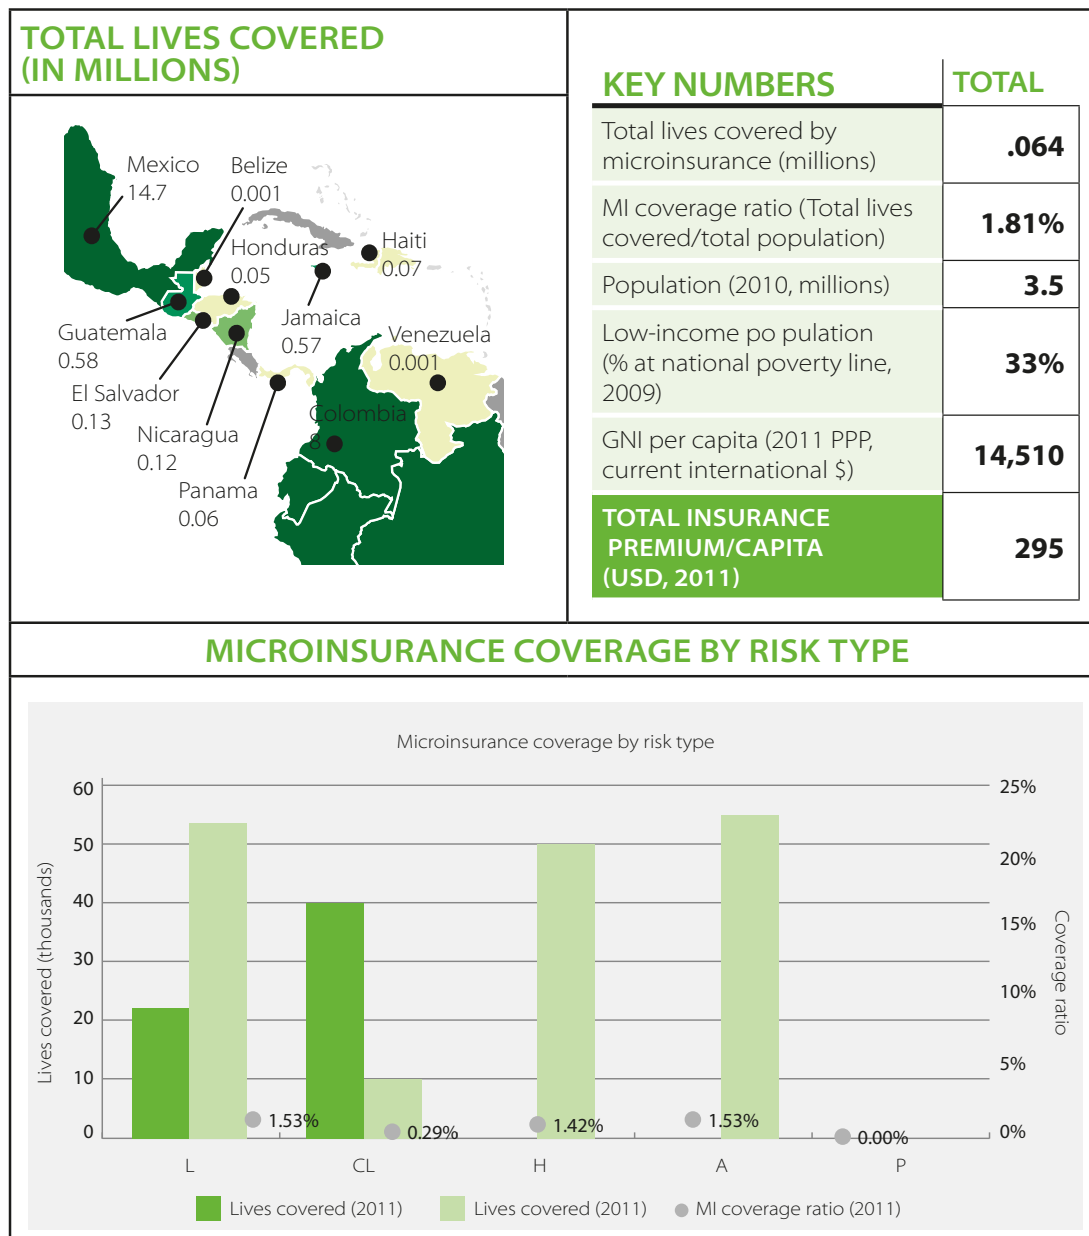 TOTAL LIVES COVERED
(IN MILLIONS)
Mexico
14.7
Belize
0.001
Honduras
0.05
Haiti
0.07
Guatemala
0.58
Jamaica
0.57
Venezuela
0.001
El Salvador
0.13
Colombia
8
Nicaragua
0.12
Panama
0.06
KEY NUMBERS TOTAL
Total lives covered by
microinsurance (millions)
.064
MI coverage ratio (Total lives
covered/total population)
1.81%
Population (2010, millions)
3.5
Low-income po pulation
(% at national poverty line,
2009)
33%
GNI per capita (2011 PPP,
current international $)
14,510
TOTAL INSURANCE
PREMIUM/CAPITA
(USD, 2011)
295
MICROINSURANCE COVERAGE BY RISK TYPE
Microinsurance coverage by risk type
Lives covered (thousands)
60
50
40
30
20
10
0
25%
20%
15%
10%
5%
0%
Coverage ratio
1.53%
0.29%
1.42%
1.53%
0.00%
L CL H A P
Lives covered (2011) Lives covered (2011) MI coverage ratio (2011)